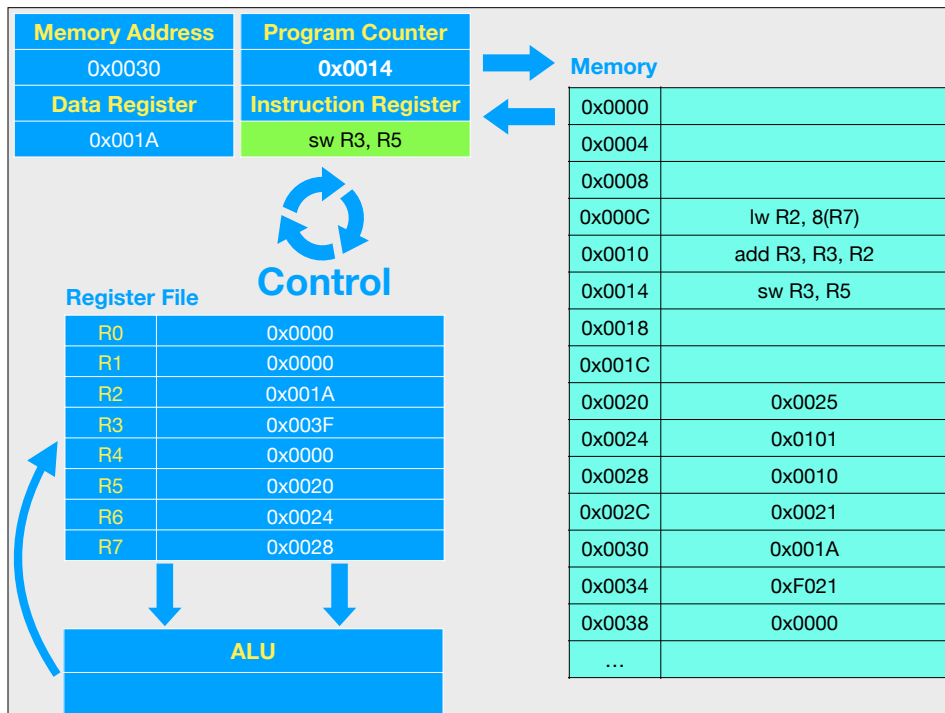 Memory Address Program Counter
0x0030 0x0014
Data Register Instruction Register
0x001A sw R3, R5
Control
Register File
R0 0x0000
R1 0x0000
R2 0x001A
R3 0x003F
R4 0x0000
R5 0x0020
R6 0x0024
R7 0x0028
ALU
Memory
0x0000
0x0004
0x0008
0x000C lw R2, 8(R7)
0x0010 add R3, R3, R2
0x0014 sw R3, R5
0x0018
0x001C
0x0020 0x0025
0x0024 0x0101
0x0028 0x0010
0x002C 0x0021
0x0030 0x001A
0x0034 0xF021
0x0038 0x0000
…